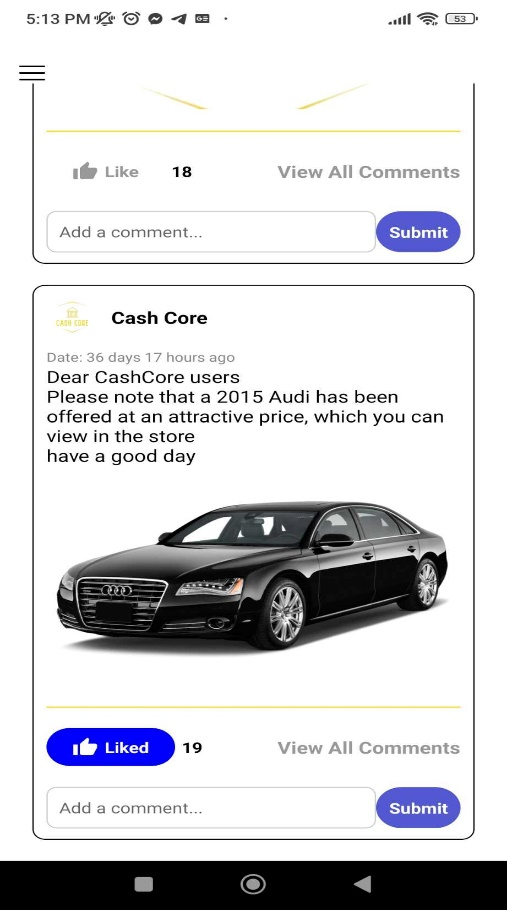 5:13 PM
53
Like 18 View All Comments
Add a comment... Submit
CASH CORE
Cash Core
Date: 36 days 17 hours ago
Dear CashCore users
Please note that a 2015 Audi has been
offered at an attractive price, which you can
view in the store
have a good day
Liked 19 View All Comments
Add a comment... Submit